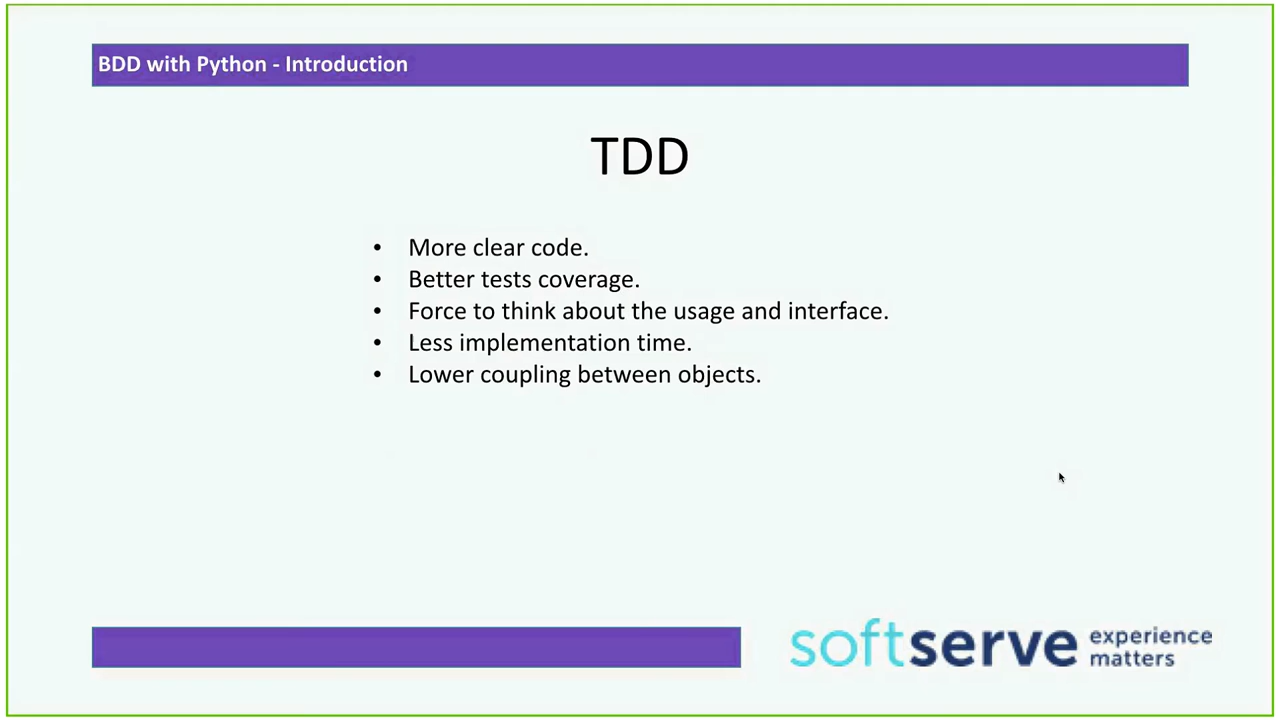 BDD with Python - Introduction
TDD
• More clear code.
• Better tests coverage.
• Force to think about the usage and interface.
• Less implementation time.
• Lower coupling between objects.
softserve experience
matters